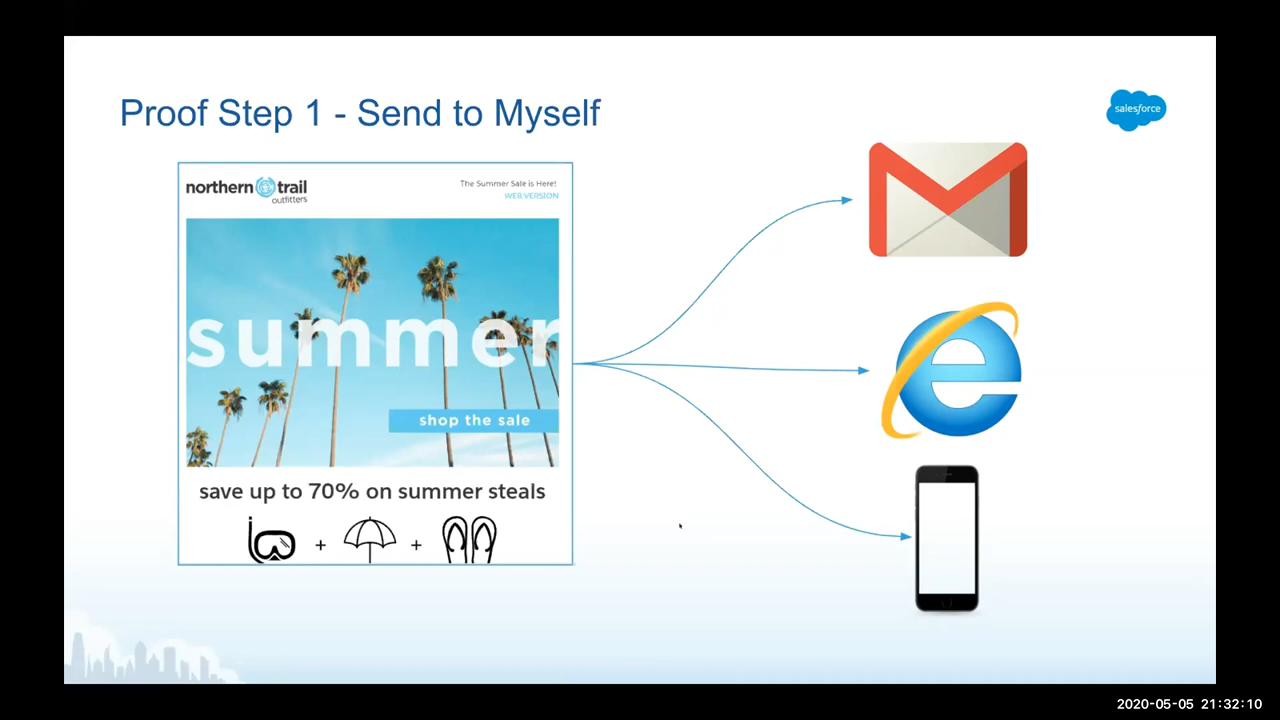 Proof Step 1 - Send to Myself
salesforce
northern trail
outfitters
The Summer Sale is Here!
WEB VERSION
summer
shop the sale
save up to 70% on summer steals
+ +
2020-05-05 21:32:10